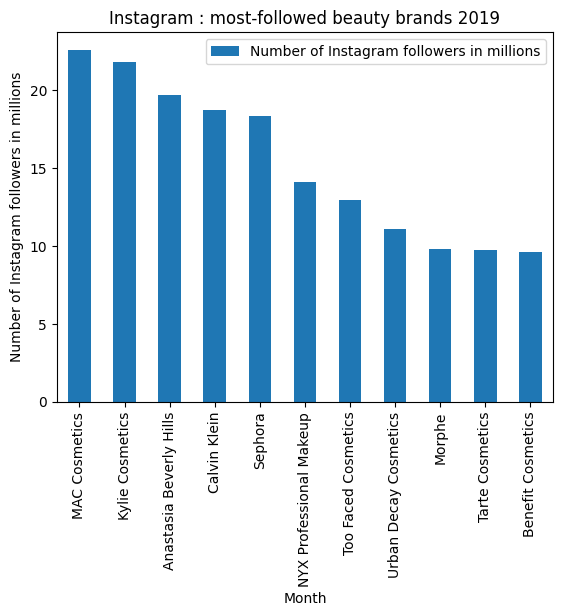 Instagram : most-followed beauty brands 2019
Number of Instagram followers in millions
Number of Instagram followers in millions
20
15
10
5
0
MAC Cosmetics
Kylie Cosmetics
Anastasia Beverly Hills
Calvin Klein
Sephora
NYX Professional Makeup
Too Faced Cosmetics
Urban Decay Cosmetics
Morphe
Tarte Cosmetics
Benefit Cosmetics
Month